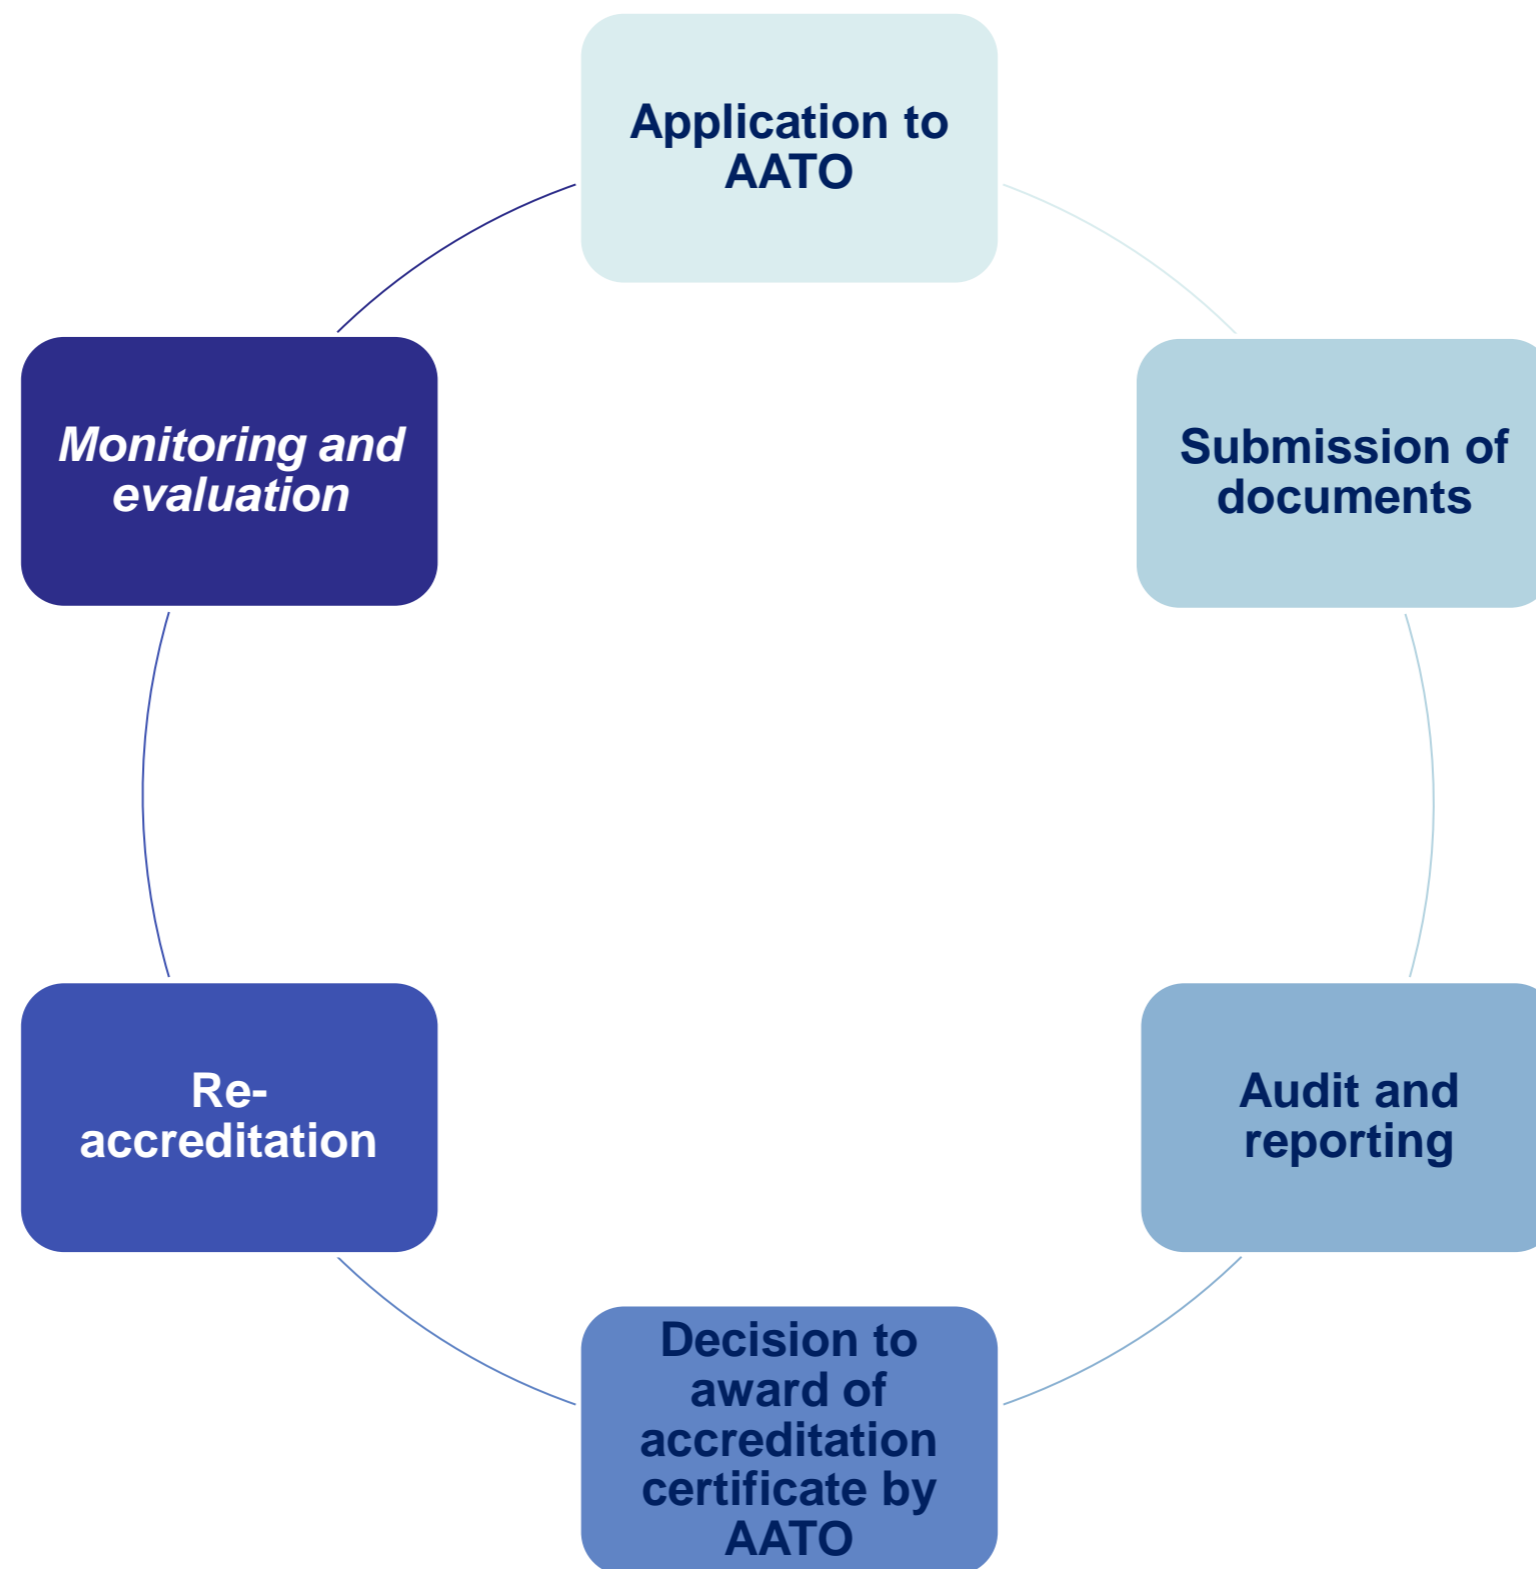 Application to
AATO
Submission of
documents
Audit and
reporting
Decision to
award of
accreditation
certificate by
AATO
Re-
accreditation
Monitoring and
evaluation